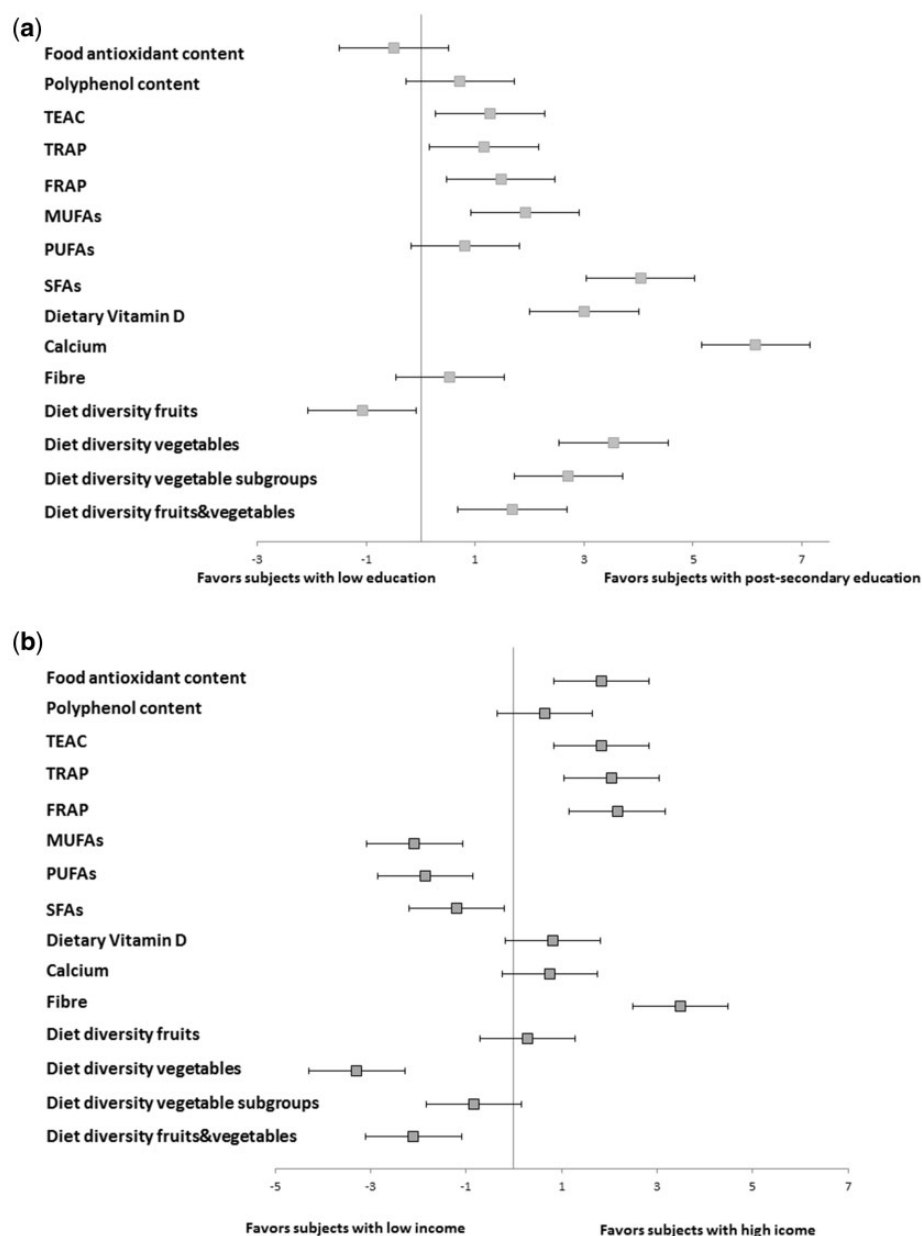 (a)
Food antioxidant content
Polyphenol content
TEAC
TRAP
FRAP
MUFAs
PUFAs
SFAs
Dietary Vitamin D
Calcium
Fibre
Diet diversity fruits
Diet diversity vegetables
Diet diversity vegetable subgroups
Diet diversity fruits&vegetables
-3 -1 1 3 5 7
Favors subjects with low education Favors subjects with post-secondary education
(b)
Food antioxidant content
Polyphenol content
TEAC
TRAP
FRAP
MUFAs
PUFAs
SFAs
Dietary Vitamin D
Calcium
Fibre
Diet diversity fruits
Diet diversity vegetables
Diet diversity vegetable subgroups
Diet diversity fruits&vegetables
-5 -3 -1 1 3 5 7
Favors subjects with low income Favors subjects with high icome